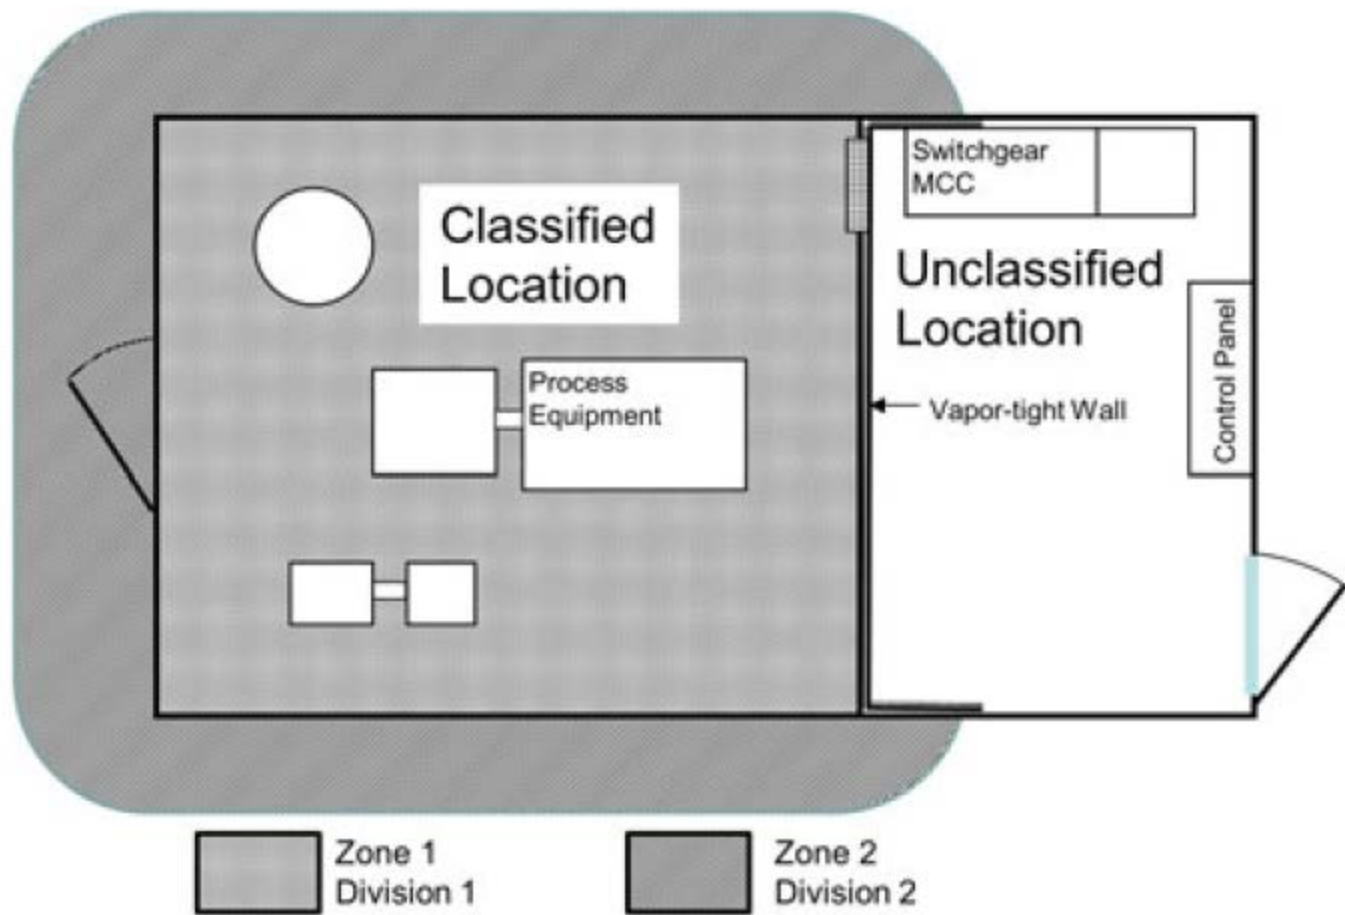 Classified
Location
Switchgear
MCC
Unclassified
Location
Process
Equipment
Vapor-tight Wall
Control Panel
Zone 1
Division 1
Zone 2
Division 2